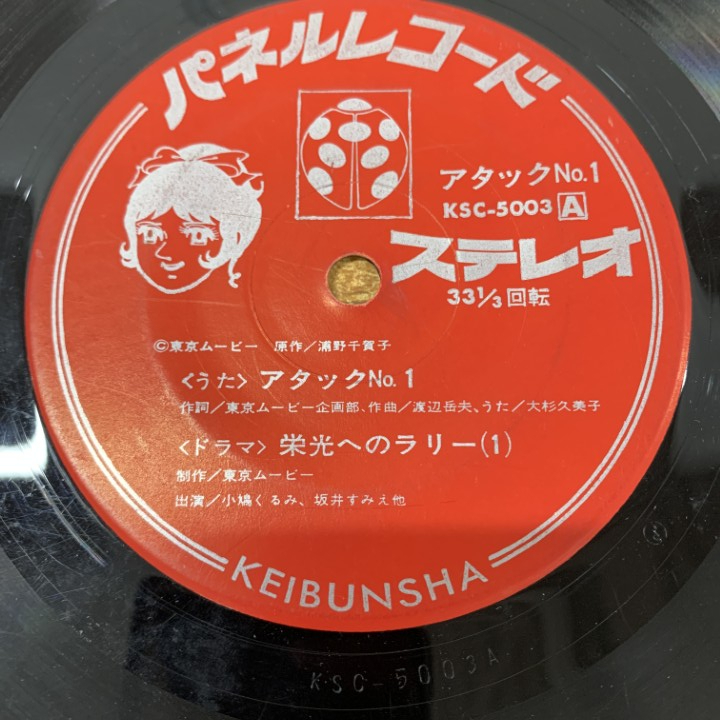 パネルレコード
アタックNo.1
KSC-5003 A
ステレオ
33 1/3 回転
©東京ムービー 原作/浦野千賀子
〈うた〉 アタックNo.1
作詞/東京ムービー企画部、作曲/渡辺岳夫、うた/大杉久美子
〈ドラマ〉 栄光へのラリー(1)
制作/東京ムービー
出演/小鳩くるみ、坂井すみえ他
KEIBUNSHA
KSC-5003A